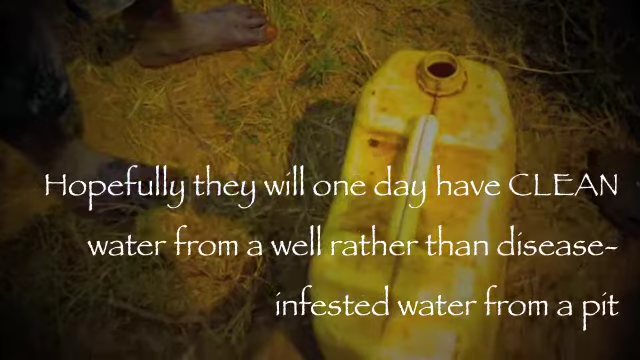 Hopefully they will one day have CLEAN
water from a well rather than disease-
infested water from a pit